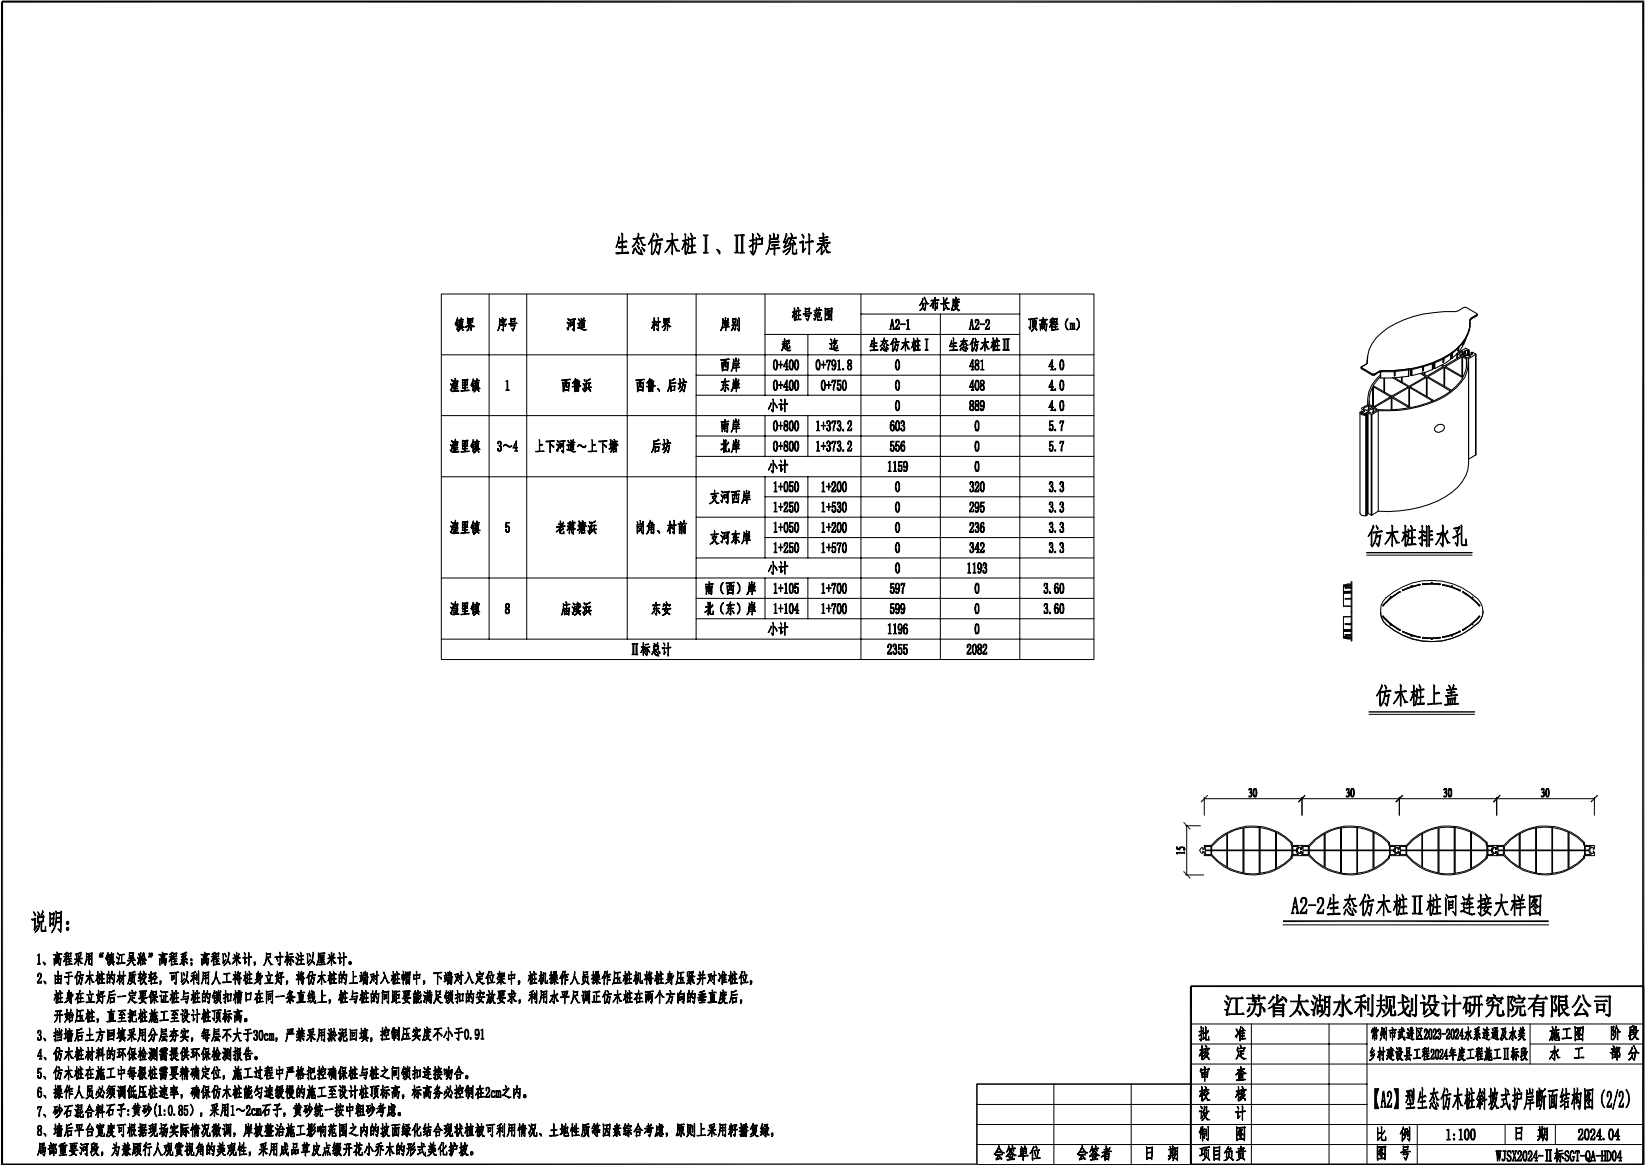 生态仿木桩Ⅰ、Ⅱ护岸统计表
镇界 序号 河道 村界 岸别 桩号范围 分布长度 顶高程（m）
A2-1 A2-2
起 迄 生态仿木桩Ⅰ 生态仿木桩Ⅱ
湟里镇 1 西鲁浜 西鲁、后坊 西岸 0+400 0+791.8 0 481 4.0
东岸 0+400 0+750 0 408 4.0
小计 0 889 4.0
湟里镇 3～4 上下河道～上下塘 后坊 南岸 0+800 1+373.2 603 0 5.7
北岸 0+800 1+373.2 556 0 5.7
小计 1159 0
湟里镇 5 老蒋塘浜 岗角、村前 支河西岸 1+050 1+200 0 320 3.3
1+250 1+530 0 295 3.3
支河东岸 1+050 1+200 0 236 3.3
1+250 1+570 0 342 3.3
小计 0 1193
湟里镇 8 庙渎浜 东安 南（西）岸 1+105 1+700 597 0 3.60
北（东）岸 1+104 1+700 599 0 3.60
小计 1196 0
Ⅱ标总计 2355 2082
仿木桩排水孔
仿木桩上盖
30 30 30 30
15
A2-2生态仿木桩Ⅱ桩间连接大样图
说明：
1、高程采用“镇江吴淞”高程系；高程以米计，尺寸标注以厘米计。
2、由于仿木桩的材质较轻，可以利用人工将桩身立好，将仿木桩的上端对入桩帽中，下端对入定位架中，桩机操作人员操作压桩机将桩身压紧并对准桩位，
桩身在立好后一定要保证桩与桩的锁扣槽口在同一条直线上，桩与桩的间距要能满足锁扣的安放要求，利用水平尺调正仿木桩在两个方向的垂直度后，
开始压桩，直至把桩施工至设计桩顶标高。
3、挡墙后土方回填采用分层夯实，每层不大于30cm，严禁采用淤泥回填，控制压实度不小于0.91
4、仿木桩材料的环保检测需提供环保检测报告。
5、仿木桩在施工中每根桩需要精确定位，施工过程中严格把控确保桩与桩之间锁扣连接吻合。
6、操作人员必须调低压桩速率，确保仿木桩能匀速缓慢的施工至设计桩顶标高，标高务必控制在2cm之内。
7、砂石混合料石子:黄砂(1:0.85），采用1～2cm石子，黄砂统一按中粗砂考虑。
8、墙后平台宽度可根据现场实际情况微调，岸坡整治施工影响范围之内的坡面绿化结合现状植被可利用情况、土地性质等因素综合考虑，原则上采用籽播复绿，
局部重要河段，为兼顾行人观赏视角的美观性，采用成品草皮点缀开花小乔木的形式美化护坡。
江苏省太湖水利规划设计研究院有限公司
批 准 常州市武进区2023-2024水系连通及水美 施工图 阶 段
核 定 乡村建设县工程2024年度工程施工Ⅱ标段 水 工 部 分
审 查
校 核 【A2】型生态仿木桩斜坡式护岸断面结构图（2/2）
设 计
制 图 比 例 1:100 日 期 2024.04
会签单位 会签者 日 期 项目负责 图 号 WJSX2024-Ⅱ标SGT-QA-HD04